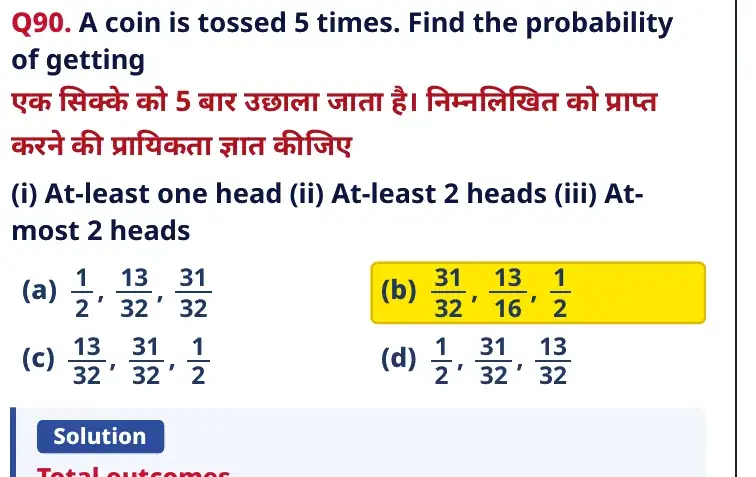 Q90. A coin is tossed 5 times. Find the probability
of getting
एक सिक्के को 5 बार उछाला जाता है। निम्नलिखित को प्राप्त
करने की प्रायिकता ज्ञात कीजिए
(i) At-least one head (ii) At-least 2 heads (iii) At-
most 2 heads
(a) 1/2, 13/32, 31/32
(b) 31/32, 13/16, 1/2
(c) 13/32, 31/32, 1/2
(d) 1/2, 31/32, 13/32
Solution
Total outcomes